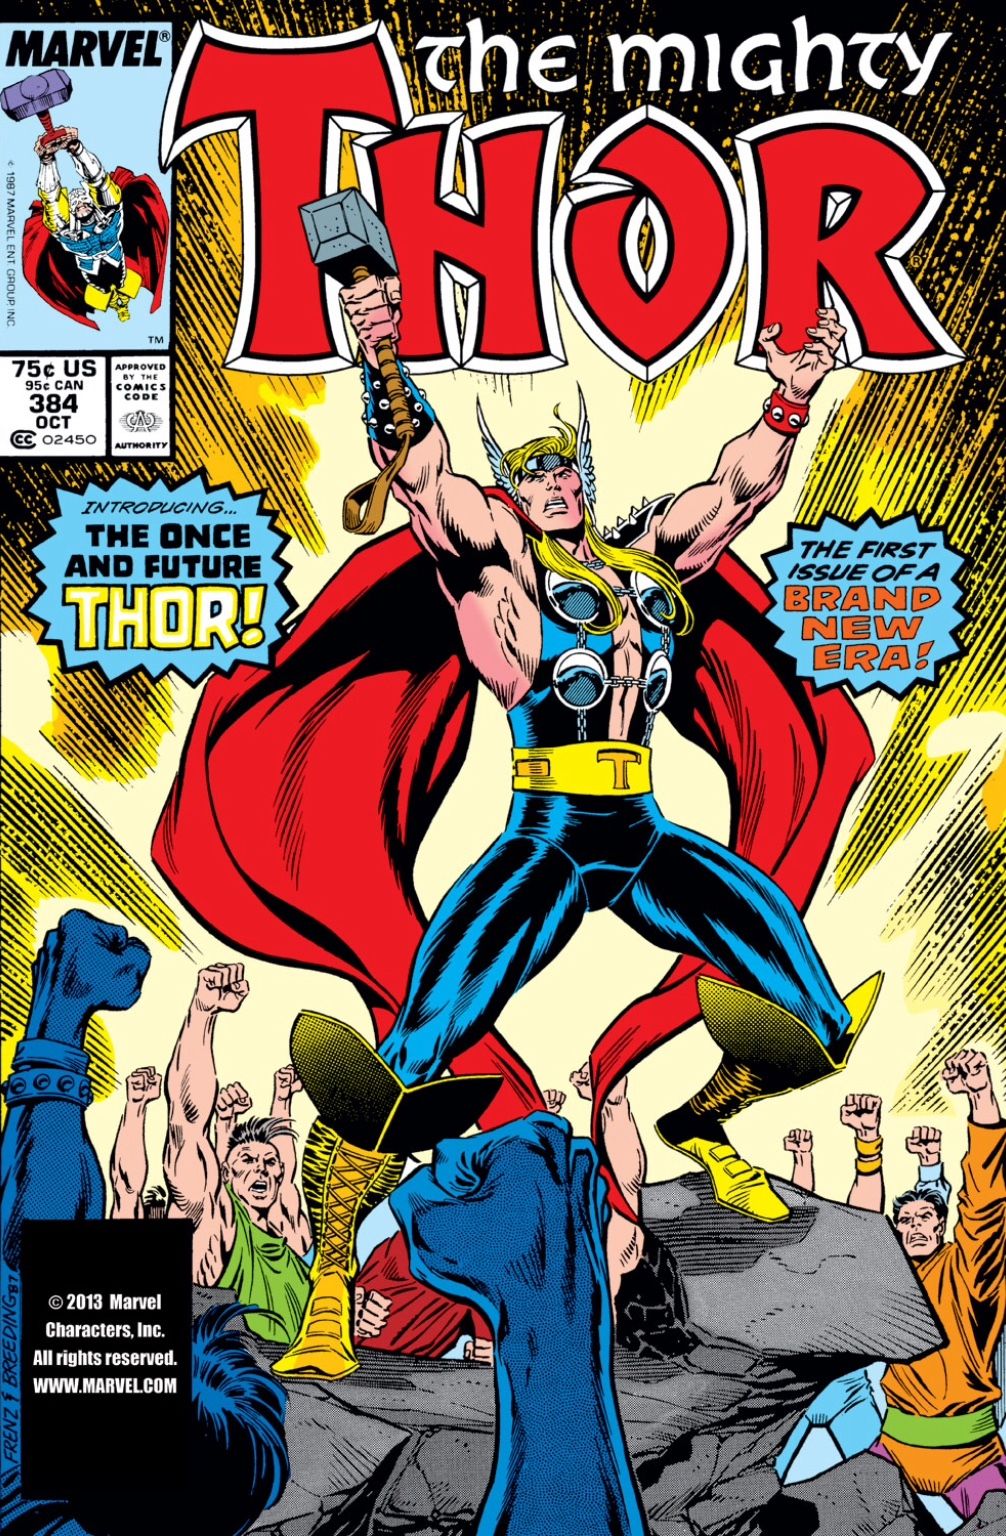 MARVEL®
THE MIGHTY
THOR®
© 1987 MARVEL ENT. GROUP, INC.
TM
75¢ US
95¢ CAN
384
OCT
CC 02450
APPROVED
BY THE
COMICS
CODE
CA
AUTHORITY
INTRODUCING...
THE ONCE
AND FUTURE
THOR!
THE FIRST
ISSUE OF A
BRAND
NEW
ERA!
T
© 2013 Marvel
Characters, Inc.
All rights reserved.
WWW.MARVEL.COM
FRENZ & BREEDING 87